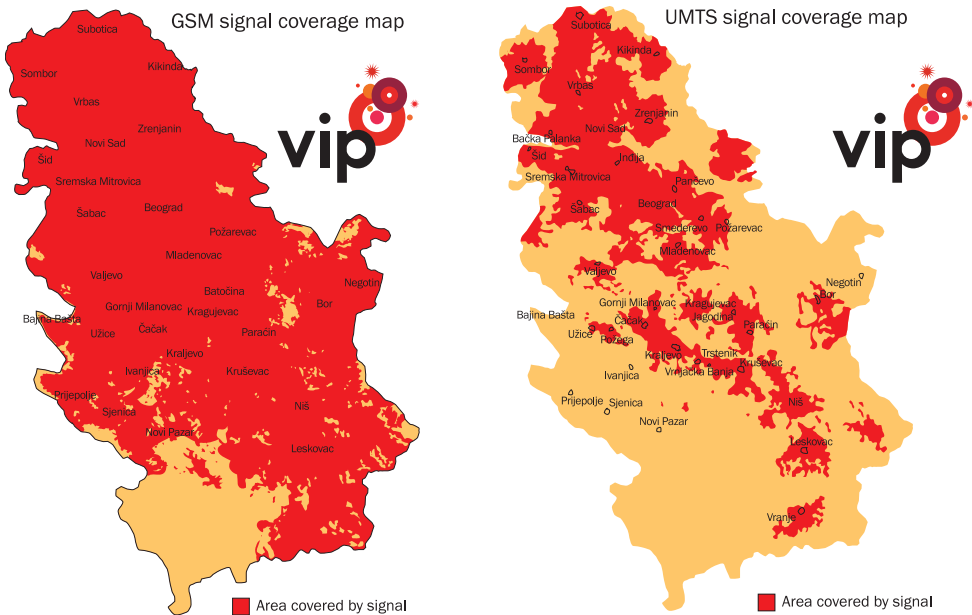 GSM signal coverage map
Subotica
Kikinda
Sombor
Vrbas
Zrenjanin
Novi Sad
vip
Šid
Sremska Mitrovica
Šabac
Beograd
Požarevac
Mladenovac
Valjevo
Negotin
Batočina
Bor
Gornji Milanovac
Kragujevac
Bajina Bašta
Užice
Čačak
Paraćin
Kraljevo
Ivanjica
Kruševac
Prijepolje
Sjenica
Niš
Novi Pazar
Leskovac
Area covered by signal
UMTS signal coverage map
Subotica
Kikinda
Sombor
Vrbas
Zrenjanin
Novi Sad
Bačka Palanka
vip
Šid
Inđija
Sremska Mitrovica
Pančevo
Šabac
Beograd
Smederevo
Požarevac
Mladenovac
Valjevo
Negotin
Bor
Gornji Milanovac
Kragujevac
Jagodina
Bajina Bašta
Čačak
Užice
Požega
Paraćin
Kraljevo
Trstenik
Vrnjačka Banja
Kruševac
Ivanjica
Prijepolje
Sjenica
Niš
Novi Pazar
Leskovac
Vranje
Area covered by signal